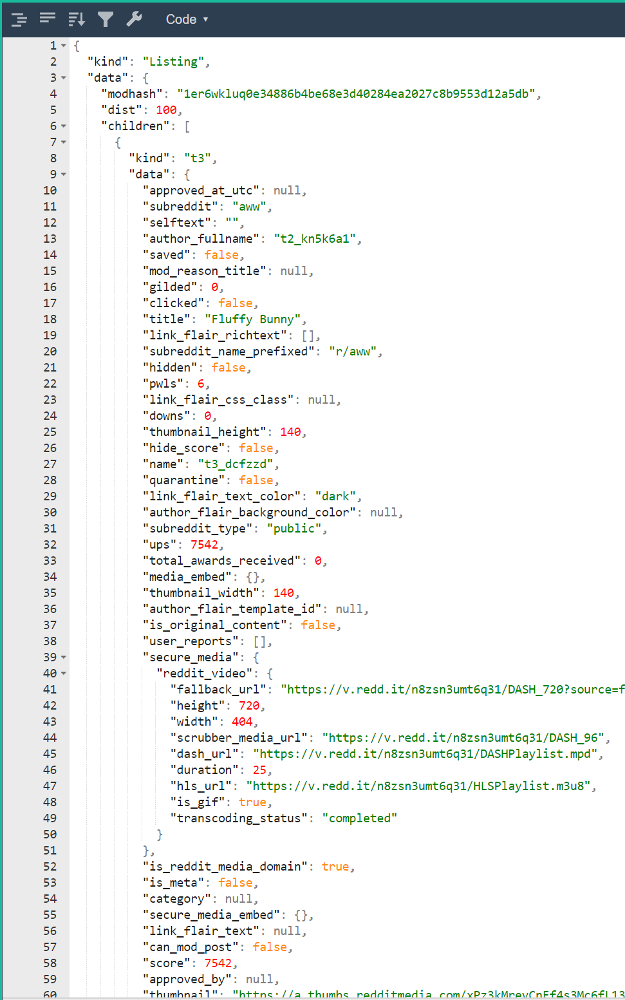 Code
1 {
2 "kind": "Listing",
3 "data": {
4 "modhash": "1er6wkluq0e34886b4be68e3d40284ea2027c8b9553d12a5db",
5 "dist": 100,
6 "children": [
7 {
8 "kind": "t3",
9 "data": {
10 "approved_at_utc": null,
11 "subreddit": "aww",
12 "selftext": "",
13 "author_fullname": "t2_kn5k6a1",
14 "saved": false,
15 "mod_reason_title": null,
16 "gilded": 0,
17 "clicked": false,
18 "title": "Fluffy Bunny",
19 "link_flair_richtext": [],
20 "subreddit_name_prefixed": "r/aww",
21 "hidden": false,
22 "pwls": 6,
23 "link_flair_css_class": null,
24 "downs": 0,
25 "thumbnail_height": 140,
26 "hide_score": false,
27 "name": "t3_dcfzzd",
28 "quarantine": false,
29 "link_flair_text_color": "dark",
30 "author_flair_background_color": null,
31 "subreddit_type": "public",
32 "ups": 7542,
33 "total_awards_received": 0,
34 "media_embed": {},
35 "thumbnail_width": 140,
36 "author_flair_template_id": null,
37 "is_original_content": false,
38 "user_reports": [],
39 "secure_media": {
40 "reddit_video": {
41 "fallback_url": "https://v.redd.it/n8zsn3umt6q31/DASH_720?source=f
42 "height": 720,
43 "width": 404,
44 "scrubber_media_url": "https://v.redd.it/n8zsn3umt6q31/DASH_96",
45 "dash_url": "https://v.redd.it/n8zsn3umt6q31/DASHPlaylist.mpd",
46 "duration": 25,
47 "hls_url": "https://v.redd.it/n8zsn3umt6q31/HLSPlaylist.m3u8",
48 "is_gif": true,
49 "transcoding_status": "completed"
50 }
51 },
52 "is_reddit_media_domain": true,
53 "is_meta": false,
54 "category": null,
55 "secure_media_embed": {},
56 "link_flair_text": null,
57 "can_mod_post": false,
58 "score": 7542,
59 "approved_by": null,
60 "thumbnail":